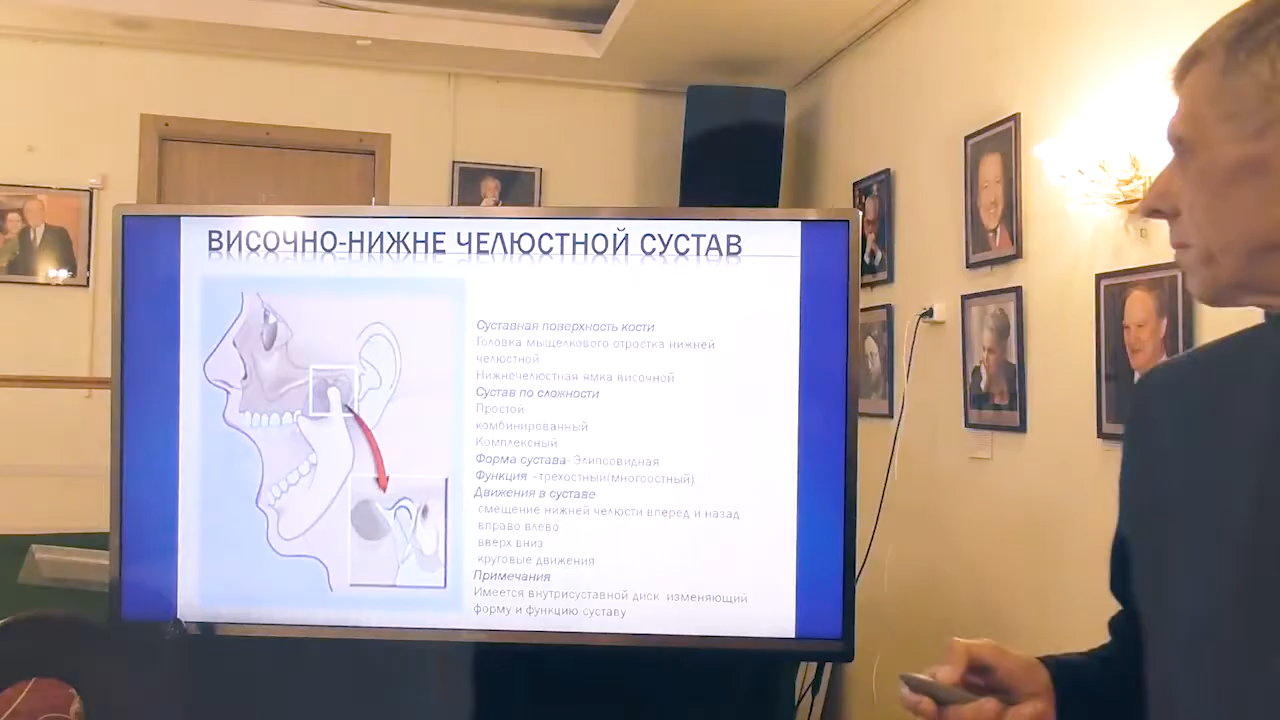 ВИСОЧНО-НИЖНЕ ЧЕЛЮСТНОЙ СУСТАВ
Суставная поверхность кости
Головка мыщелкового отростка нижней
челюстной
Нижнечелюстная ямка височной
Сустав по сложности
Простой
комбинированный
Комплексный
Форма сустава- Элипсовидная
Функция –трехостный(многоостный)
Движения в суставе
смещение нижней челюсти вперед и назад
вправо влево
вверх вниз
круговые движения
Примечания
Имеется внутрисуставной диск изменяющий
форму и функцию суставу